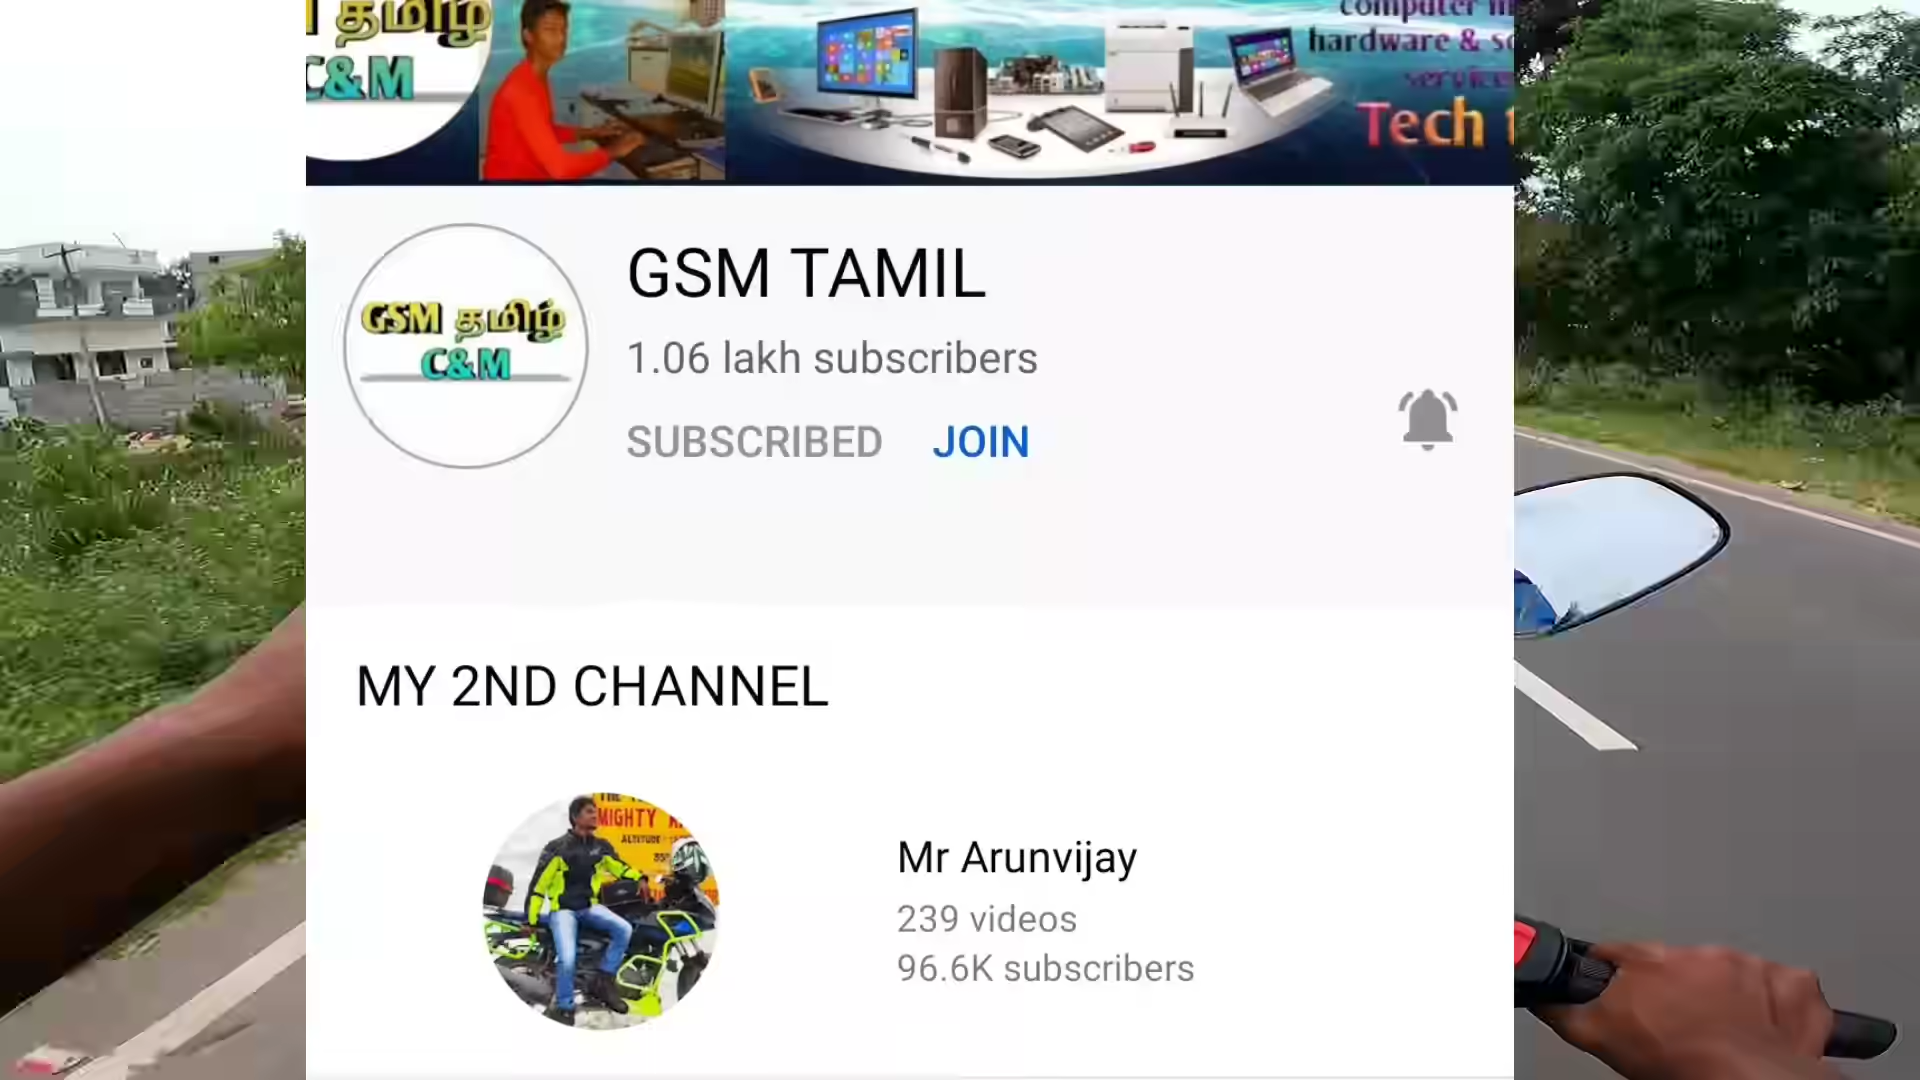 தமிழ்
C&M
hardware &
Tech
GSM தமிழ்
C&M
GSM TAMIL
1.06 lakh subscribers
SUBSCRIBED JOIN
MY 2ND CHANNEL
MIGHTY
ALTITUDE
Mr Arunvijay
239 videos
96.6K subscribers